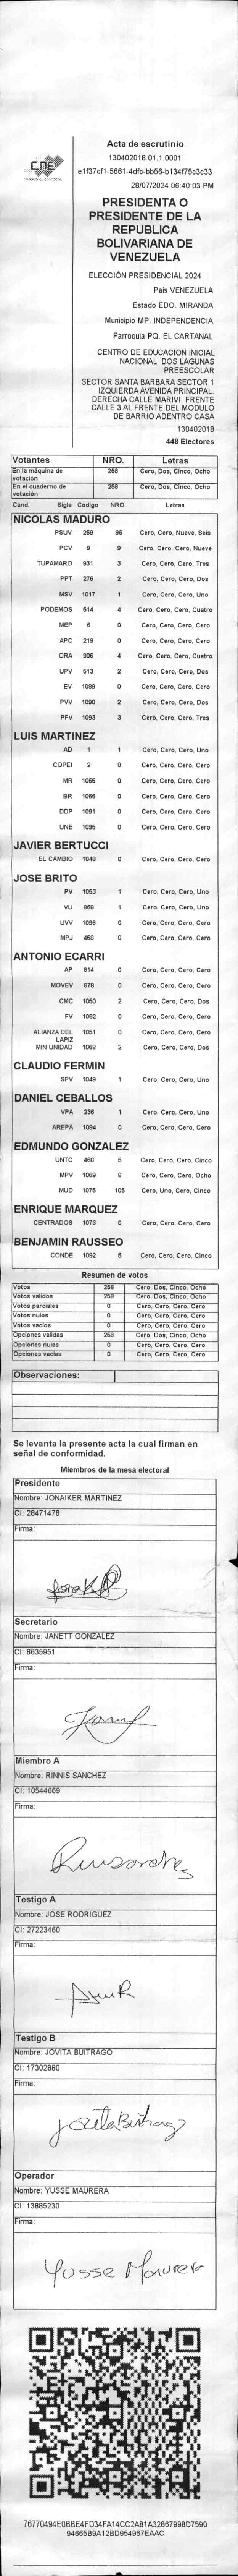 CNE
Acta de escrutinio
130402018.01.1.0001
e1f37cf1-5661-4dfc-bb56-b134f75c3c33
28/07/2024 06:40:03 PM
PRESIDENTA O
PRESIDENTE DE LA
REPUBLICA
BOLIVARIANA DE
VENEZUELA
ELECCIÓN PRESIDENCIAL 2024
Pais VENEZUELA
Estado EDO. MIRANDA
Municipio MP. INDEPENDENCIA
Parroquia PQ. EL CARTANAL
CENTRO DE EDUCACION INICIAL
NACIONAL DOS LAGUNAS
PREESCOLAR
SECTOR SANTA BARBARA SECTOR 1
IZQUIERDA AVENIDA PRINCIPAL.
DERECHA CALLE MARIVI. FRENTE
CALLE 3 AL FRENTE DEL MODULO
DE BARRIO ADENTRO CASA
130402018
448 Electores
Votantes NRO. Letras
En la máquina de votación 258 Cero, Dos, Cinco, Ocho
En el cuaderno de votación 258 Cero, Dos, Cinco, Ocho
Cand. Sigla Código NRO. Letras
NICOLAS MADURO
PSUV 269 96 Cero, Cero, Nueve, Seis
PCV 9 9 Cero, Cero, Cero, Nueve
TUPAMARO 931 3 Cero, Cero, Cero, Tres
PPT 276 2 Cero, Cero, Cero, Dos
MSV 1017 1 Cero, Cero, Cero, Uno
PODEMOS 514 4 Cero, Cero, Cero, Cuatro
MEP 6 0 Cero, Cero, Cero, Cero
APC 219 0 Cero, Cero, Cero, Cero
ORA 906 4 Cero, Cero, Cero, Cuatro
UPV 513 2 Cero, Cero, Cero, Dos
EV 1089 0 Cero, Cero, Cero, Cero
PVV 1090 2 Cero, Cero, Cero, Dos
PFV 1093 3 Cero, Cero, Cero, Tres
LUIS MARTINEZ
AD 1 1 Cero, Cero, Cero, Uno
COPEI 2 0 Cero, Cero, Cero, Cero
MR 1065 0 Cero, Cero, Cero, Cero
BR 1066 0 Cero, Cero, Cero, Cero
DDP 1091 0 Cero, Cero, Cero, Cero
UNE 1095 0 Cero, Cero, Cero, Cero
JAVIER BERTUCCI
EL CAMBIO 1048 0 Cero, Cero, Cero, Cero
JOSE BRITO
PV 1053 1 Cero, Cero, Cero, Uno
VU 868 1 Cero, Cero, Cero, Uno
UVV 1096 0 Cero, Cero, Cero, Cero
MPJ 458 0 Cero, Cero, Cero, Cero
ANTONIO ECARRI
AP 814 0 Cero, Cero, Cero, Cero
MOVEV 879 0 Cero, Cero, Cero, Cero
CMC 1050 2 Cero, Cero, Cero, Dos
FV 1062 0 Cero, Cero, Cero, Cero
ALIANZA DEL LAPIZ 1051 0 Cero, Cero, Cero, Cero
MIN UNIDAD 1068 2 Cero, Cero, Cero, Dos
CLAUDIO FERMIN
SPV 1049 1 Cero, Cero, Cero, Uno
DANIEL CEBALLOS
VPA 236 1 Cero, Cero, Cero, Uno
AREPA 1094 0 Cero, Cero, Cero, Cero
EDMUNDO GONZALEZ
UNTC 460 5 Cero, Cero, Cero, Cinco
MPV 1069 8 Cero, Cero, Cero, Ocho
MUD 1075 105 Cero, Uno, Cero, Cinco
ENRIQUE MARQUEZ
CENTRADOS 1073 0 Cero, Cero, Cero, Cero
BENJAMIN RAUSSEO
CONDE 1092 5 Cero, Cero, Cero, Cinco
Resumen de votos
Votos 258 Cero, Dos, Cinco, Ocho
Votos validos 258 Cero, Dos, Cinco, Ocho
Votos parciales 0 Cero, Cero, Cero, Cero
Votos nulos 0 Cero, Cero, Cero, Cero
Votos vacios 0 Cero, Cero, Cero, Cero
Opciones validas 258 Cero, Dos, Cinco, Ocho
Opciones nulas 0 Cero, Cero, Cero, Cero
Opciones vacias 0 Cero, Cero, Cero, Cero
Observaciones:
Se levanta la presente acta la cual firman en
señal de conformidad.
Miembros de la mesa electoral
Presidente
Nombre: JONAIKER MARTINEZ
CI: 28471478
Firma:
Secretario
Nombre: JANETT GONZALEZ
CI: 8635951
Firma:
Miembro A
Nombre: RINNIS SANCHEZ
CI: 10544069
Firma:
Testigo A
Nombre: JOSE RODRIGUEZ
CI: 27223460
Firma:
Testigo B
Nombre: JOVITA BUITRAGO
CI: 17302880
Firma:
Jovita Buitrago
Operador
Nombre: YUSSE MAURERA
CI: 13885230
Firma:
Yusse Maurera
76770494E0BBE4FD34FA14CC2A81A32867998D7590
94665B9A12BD954967EAAC